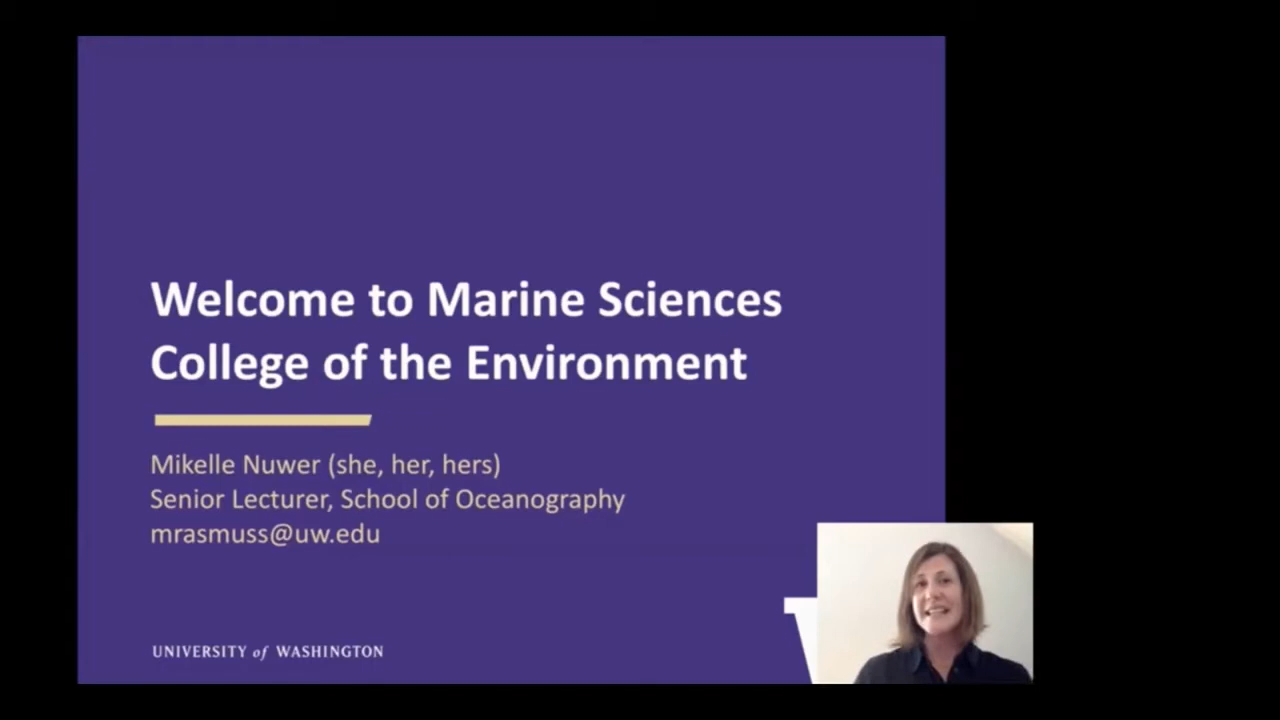 Welcome to Marine Sciences
College of the Environment
Mikelle Nuwer (she, her, hers)
Senior Lecturer, School of Oceanography
mrasmuss@uw.edu
UNIVERSITY of WASHINGTON